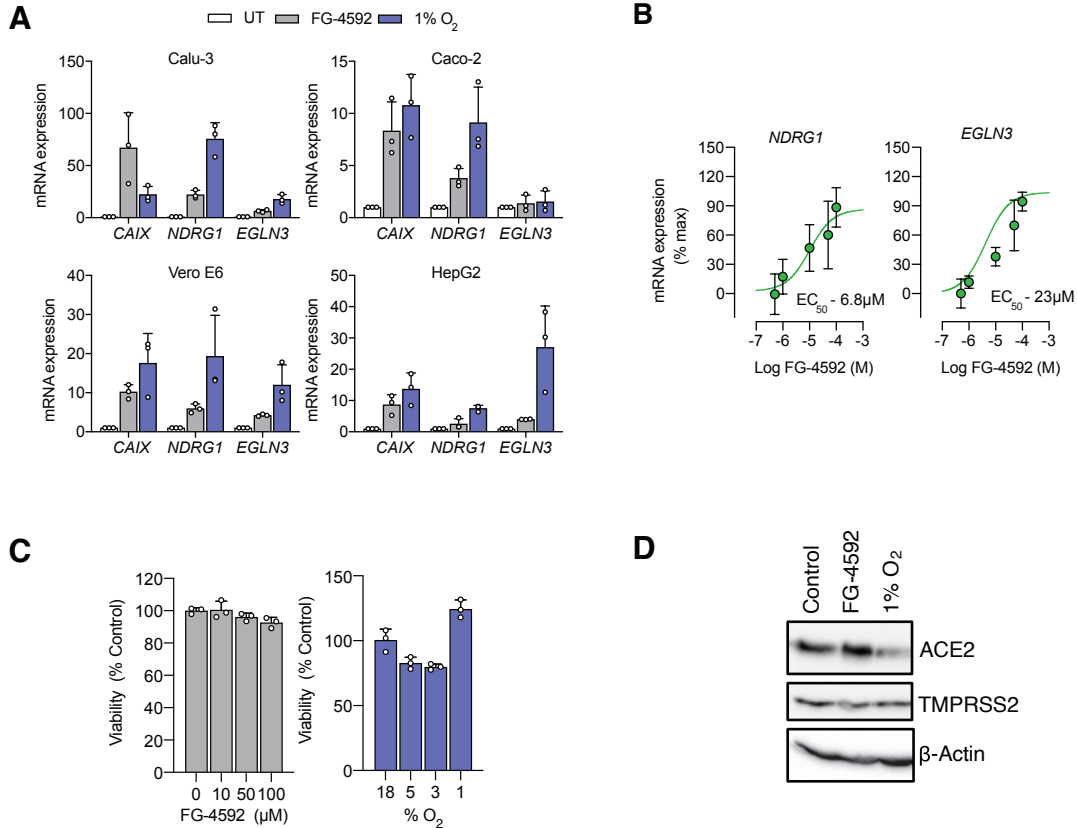 A
UT FG-4592 1% O2
Calu-3
mRNA expression
150
100
50
0
CAIX NDRG1 EGLN3
Caco-2
mRNA expression
15
10
5
0
CAIX NDRG1 EGLN3
Vero E6
mRNA expression
40
30
20
10
0
CAIX NDRG1 EGLN3
HepG2
mRNA expression
50
40
30
20
10
0
CAIX NDRG1 EGLN3
B
NDRG1
mRNA expression
(% max)
150
120
90
60
30
0
EC50 - 6.8µM
-7 -6 -5 -4 -3
Log FG-4592 (M)
EGLN3
150
120
90
60
30
0
EC50 - 23µM
-7 -6 -5 -4 -3
Log FG-4592 (M)
C
Viability (% Control)
120
100
80
60
40
20
0
0 10 50 100
FG-4592 (µM)
Viability (% Control)
150
100
50
0
18 5 3 1
% O2
D
Control
FG-4592
1% O2
ACE2
TMPRSS2
β-Actin